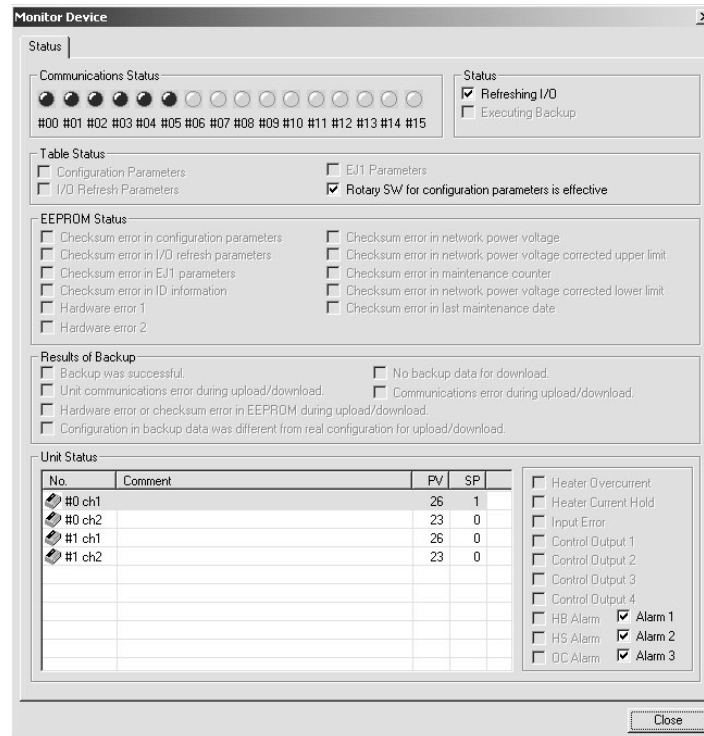 Monitor Device
Status
Communications Status
#00 #01 #02 #03 #04 #05 #06 #07 #08 #09 #10 #11 #12 #13 #14 #15
Status
Refreshing I/O
Executing Backup
Table Status
Configuration Parameters
EJ1 Parameters
I/O Refresh Parameters
Rotary SW for configuration parameters is effective
EEPROM Status
Checksum error in configuration parameters
Checksum error in network power voltage
Checksum error in I/O refresh parameters
Checksum error in network power voltage corrected upper limit
Checksum error in EJ1 parameters
Checksum error in maintenance counter
Checksum error in ID information
Checksum error in network power voltage corrected lower limit
Hardware error 1
Checksum error in last maintenance date
Hardware error 2
Results of Backup
Backup was successful.
No backup data for download.
Unit communications error during upload/download.
Communications error during upload/download.
Hardware error or checksum error in EEPROM during upload/download.
Configuration in backup data was different from real configuration for upload/download.
Unit Status
No. Comment PV SP
#0 ch1 26 1
#0 ch2 23 0
#1 ch1 26 0
#1 ch2 23 0
Heater Overcurrent
Heater Current Hold
Input Error
Control Output 1
Control Output 2
Control Output 3
Control Output 4
HB Alarm Alarm 1
HS Alarm Alarm 2
OC Alarm Alarm 3
Close